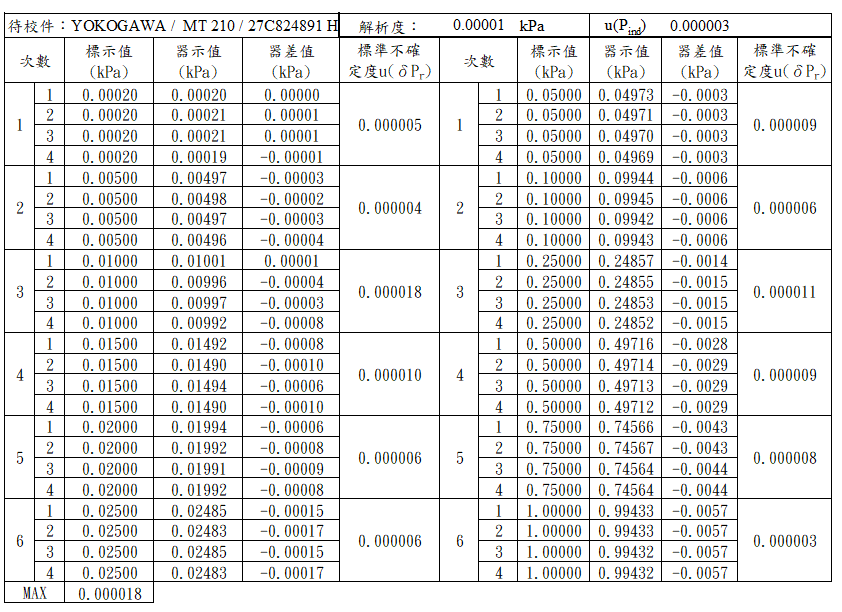 待校件：YOKOGAWA / MT 210 / 27C824891 H 解析度： 0.00001 kPa u(Pind) 0.000003
次數 標示值 (kPa) 器示值 (kPa) 器差值 (kPa) 標準不確定度u(δPr) 次數 標示值 (kPa) 器示值 (kPa) 器差值 (kPa) 標準不確定度u(δPr)
1 1 0.00020 0.00020 0.00000 0.000005 1 1 0.05000 0.04973 -0.0003 0.000009
2 0.00020 0.00021 0.00001 2 0.05000 0.04971 -0.0003
3 0.00020 0.00021 0.00001 3 0.05000 0.04970 -0.0003
4 0.00020 0.00019 -0.00001 4 0.05000 0.04969 -0.0003
2 1 0.00500 0.00497 -0.00003 0.000004 2 1 0.10000 0.09944 -0.0006 0.000006
2 0.00500 0.00498 -0.00002 2 0.10000 0.09945 -0.0006
3 0.00500 0.00497 -0.00003 3 0.10000 0.09942 -0.0006
4 0.00500 0.00496 -0.00004 4 0.10000 0.09943 -0.0006
3 1 0.01000 0.01001 0.00001 0.000018 3 1 0.25000 0.24857 -0.0014 0.000011
2 0.01000 0.00996 -0.00004 2 0.25000 0.24855 -0.0015
3 0.01000 0.00997 -0.00003 3 0.25000 0.24853 -0.0015
4 0.01000 0.00992 -0.00008 4 0.25000 0.24852 -0.0015
4 1 0.01500 0.01492 -0.00008 0.000010 4 1 0.50000 0.49716 -0.0028 0.000009
2 0.01500 0.01490 -0.00010 2 0.50000 0.49714 -0.0029
3 0.01500 0.01494 -0.00006 3 0.50000 0.49713 -0.0029
4 0.01500 0.01490 -0.00010 4 0.50000 0.49712 -0.0029
5 1 0.02000 0.01994 -0.00006 0.000006 5 1 0.75000 0.74566 -0.0043 0.000008
2 0.02000 0.01992 -0.00008 2 0.75000 0.74567 -0.0043
3 0.02000 0.01991 -0.00009 3 0.75000 0.74564 -0.0044
4 0.02000 0.01992 -0.00008 4 0.75000 0.74564 -0.0044
6 1 0.02500 0.02485 -0.00015 0.000006 6 1 1.00000 0.99433 -0.0057 0.000003
2 0.02500 0.02483 -0.00017 2 1.00000 0.99433 -0.0057
3 0.02500 0.02485 -0.00015 3 1.00000 0.99432 -0.0057
4 0.02500 0.02483 -0.00017 4 1.00000 0.99432 -0.0057
MAX 0.000018